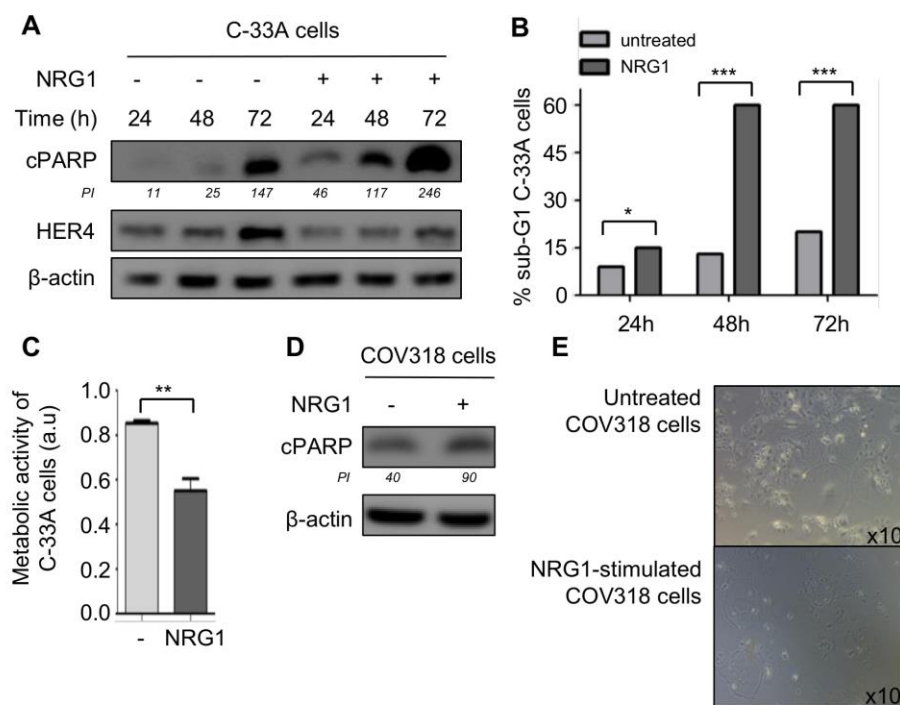 A
C-33A cells
NRG1 - - - + + +
Time (h) 24 48 72 24 48 72
cPARP
PI 11 25 147 46 117 246
HER4
β-actin
B
untreated
NRG1
% sub-G1 C-33A cells
60
45
30
15
0
*
***
***
24h 48h 72h
C
Metabolic activity of
C-33A cells (a.u)
1.0
0.8
0.6
0.4
0.2
0.0
**
- NRG1
D
COV318 cells
NRG1 - +
cPARP
PI 40 90
β-actin
E
Untreated
COV318 cells
x10
NRG1-stimulated
COV318 cells
x10